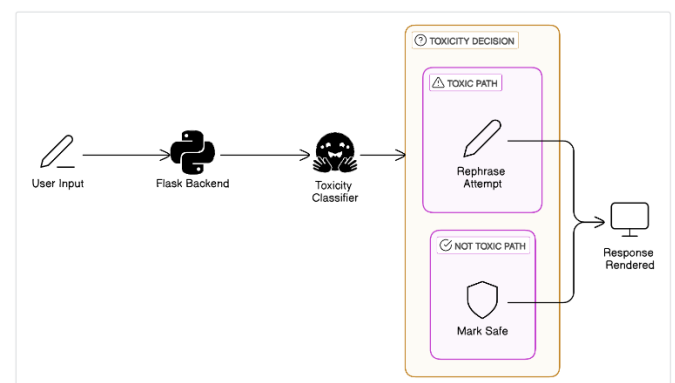 TOXICITY DECISION
TOXIC PATH
User Input
Flask Backend
Toxicity
Classifier
Rephrase
Attempt
NOT TOXIC PATH
Mark Safe
Response
Rendered